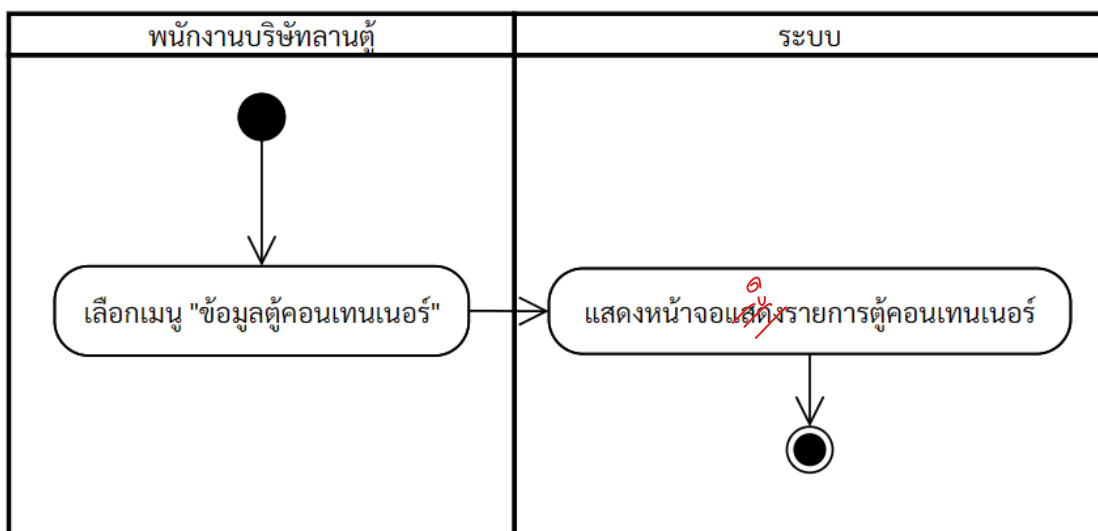 พนักงานบริษัทลานตู้
ระบบ
เลือกเมนู "ข้อมูลตู้คอนเทนเนอร์"
แสดงหน้าจอแสดงรายการตู้คอนเทนเนอร์